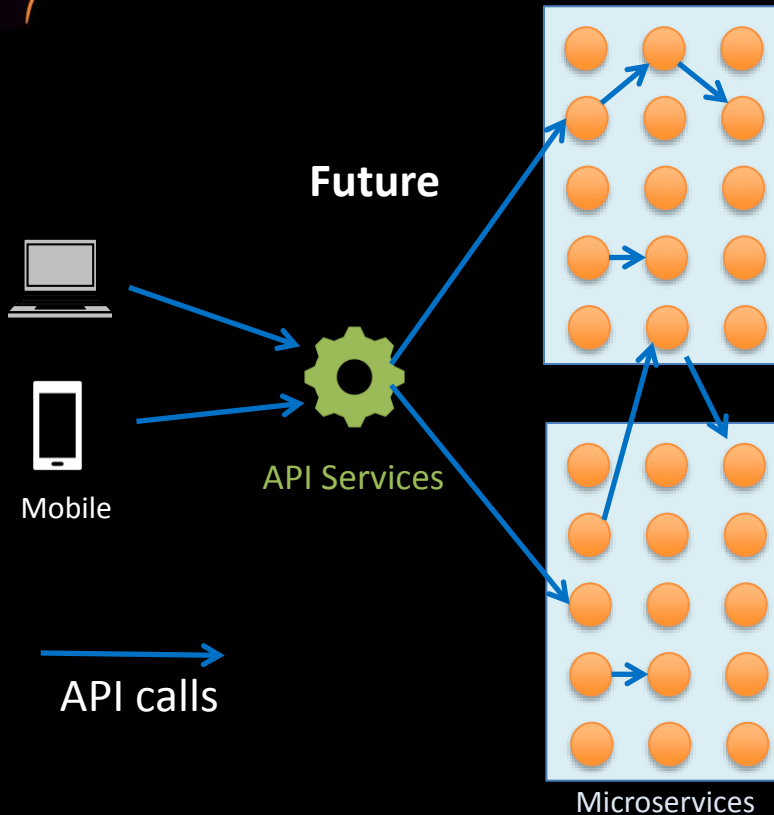 Future
API Services
Mobile
API calls
Microservices